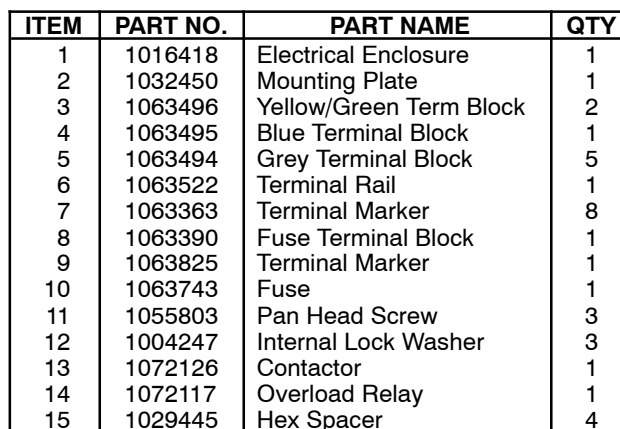 ITEM PART NO. PART NAME QTY
1 1016418 Electrical Enclosure 1
2 1032450 Mounting Plate 1
3 1063496 Yellow/Green Term Block 2
4 1063495 Blue Terminal Block 1
5 1063494 Grey Terminal Block 5
6 1063522 Terminal Rail 1
7 1063363 Terminal Marker 8
8 1063390 Fuse Terminal Block 1
9 1063825 Terminal Marker 1
10 1063743 Fuse 1
11 1055803 Pan Head Screw 3
12 1004247 Internal Lock Washer 3
13 1072126 Contactor 1
14 1072117 Overload Relay 1
15 1029445 Hex Spacer 4